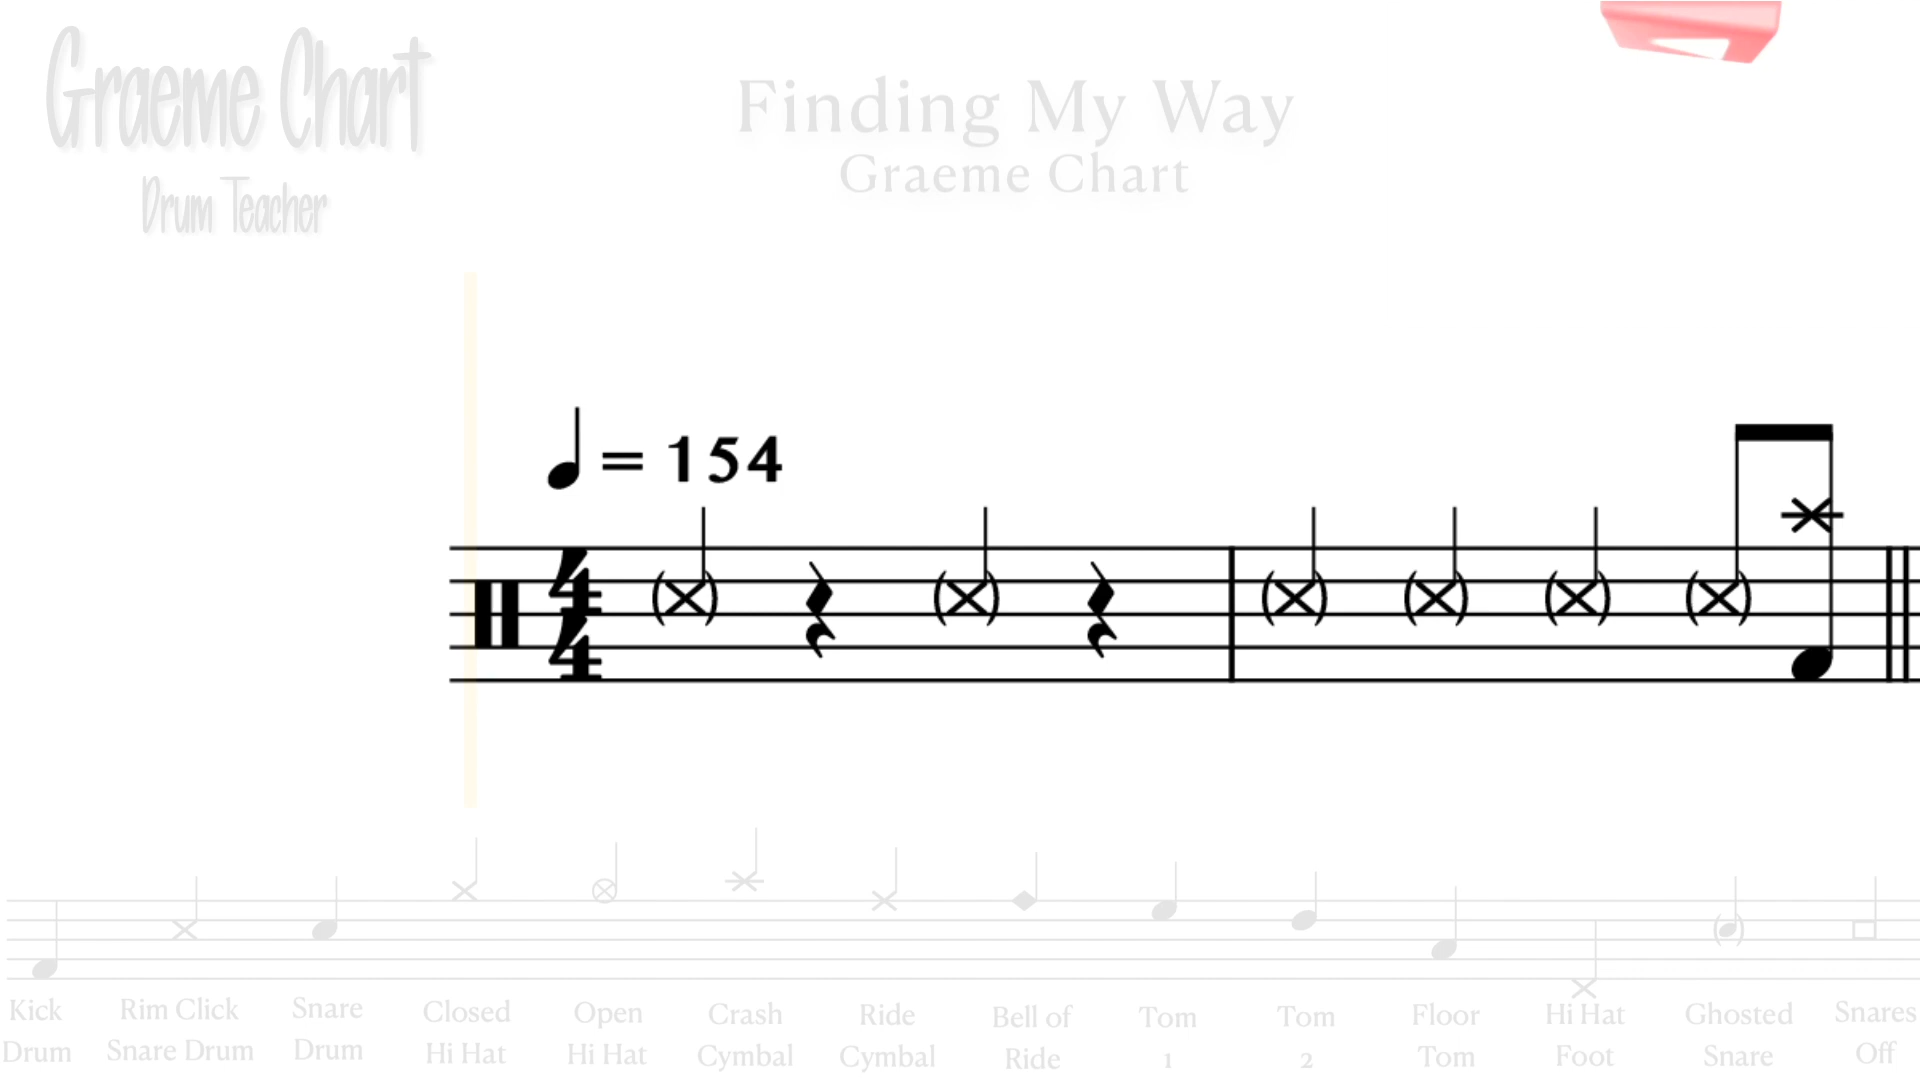 Graeme Chart
Drum Teacher
Finding My Way
Graeme Chart
= 154
4
4
Kick Drum
Rim Click Snare Drum
Snare Drum
Closed Hi Hat
Open Hi Hat
Crash Cymbal
Ride Cymbal
Bell of Ride
Tom 1
Tom 2
Floor Tom
Hi Hat Foot
Ghosted Snare
Snares Off